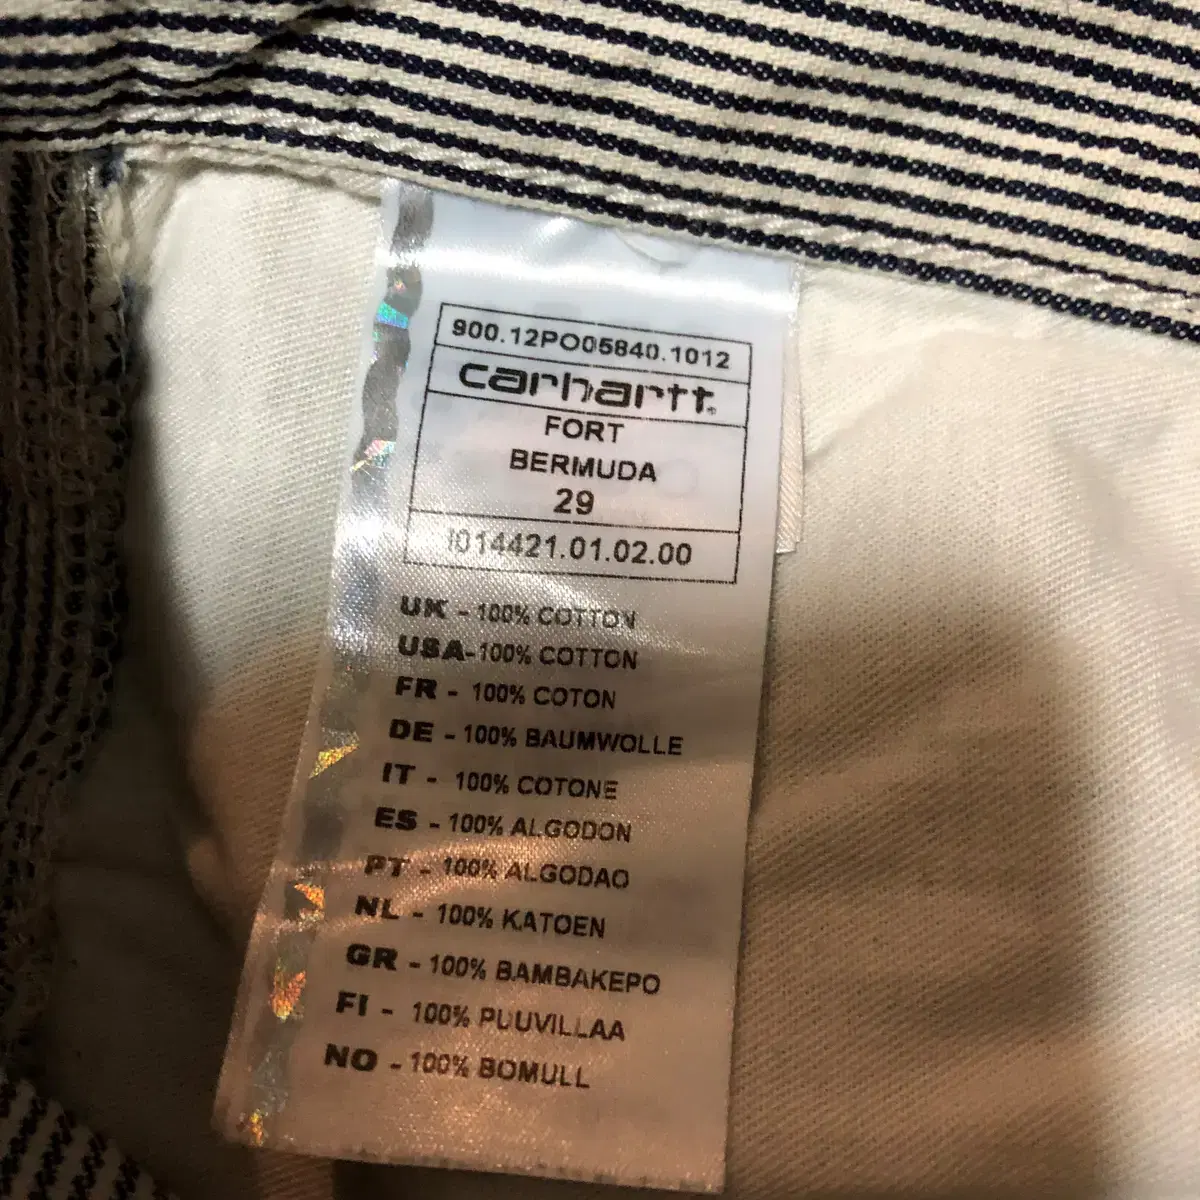 900.12PO05840.1012
carhartt
FORT
BERMUDA
29
I014421.01.02.00
UK - 100% COTTON
USA-100% COTTON
FR - 100% COTON
DE - 100% BAUMWOLLE
IT - 100% COTONE
ES - 100% ALGODON
PT - 100% ALGODAO
NL - 100% KATOEN
GR - 100% BAMBAKEPO
FI - 100% PUUVILLAA
NO - 100% BOMULL